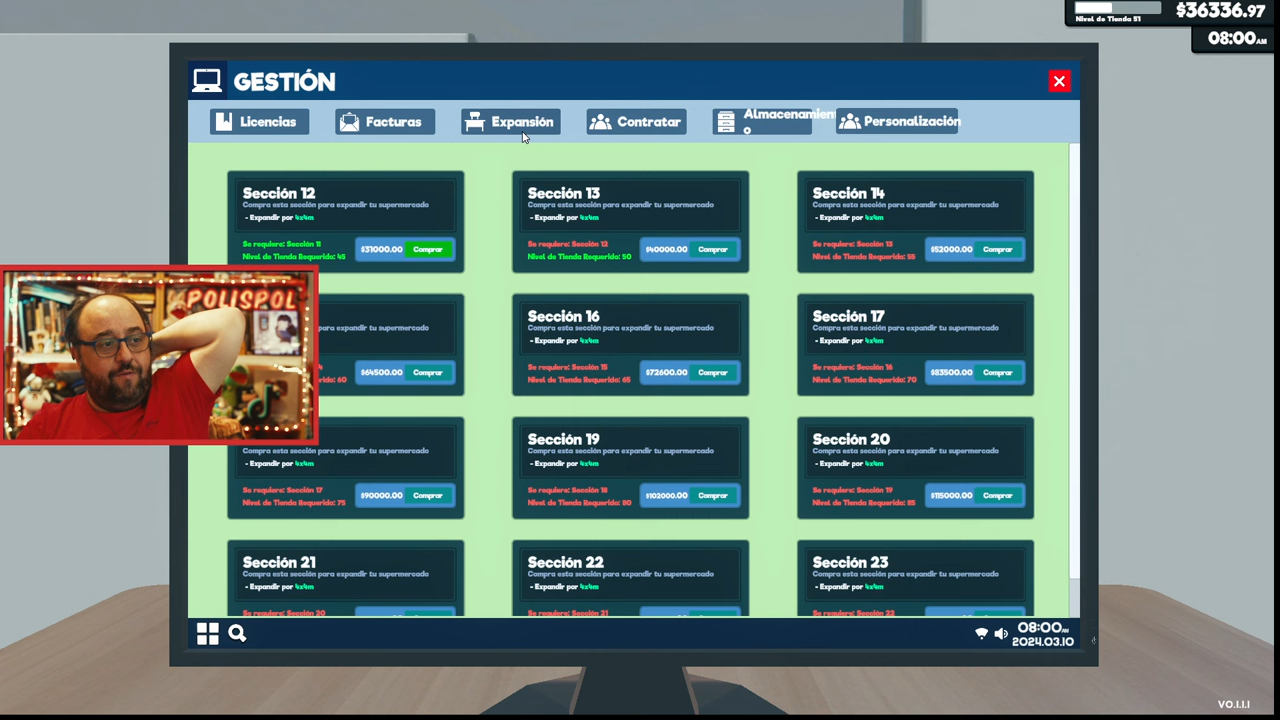 $36336.97
Nivel de Tienda 51
08:00AM
GESTIÓN
Licencias
Facturas
Expansión
Contratar
Almacenamien
o
Personalización
Sección 12
Compra esta sección para expandir tu supermercado
- Expandir por 4x4m
Se requiere: Sección 11
Nivel de Tienda Requerido: 45
$31000.00
Comprar
Sección 13
Compra esta sección para expandir tu supermercado
- Expandir por 4x4m
Se requiere: Sección 12
Nivel de Tienda Requerido: 50
$40000.00
Comprar
Sección 14
Compra esta sección para expandir tu supermercado
- Expandir por 4x4m
Se requiere: Sección 13
Nivel de Tienda Requerido: 55
$52000.00
Comprar
para expandir tu supermercado
4x4m
60
$64500.00
Comprar
Sección 16
Compra esta sección para expandir tu supermercado
- Expandir por 4x4m
Se requiere: Sección 15
Nivel de Tienda Requerido: 65
$72600.00
Comprar
Sección 17
Compra esta sección para expandir tu supermercado
- Expandir por 4x4m
Se requiere: Sección 16
Nivel de Tienda Requerido: 70
$83500.00
Comprar
POLISPOL
Compra esta sección para expandir tu supermercado
- Expandir por 4x4m
Se requiere: Sección 17
Nivel de Tienda Requerido: 75
$90000.00
Comprar
Sección 19
Compra esta sección para expandir tu supermercado
- Expandir por 4x4m
Se requiere: Sección 18
Nivel de Tienda Requerido: 80
$102000.00
Comprar
Sección 20
Compra esta sección para expandir tu supermercado
- Expandir por 4x4m
Se requiere: Sección 19
Nivel de Tienda Requerido: 85
$115000.00
Comprar
Sección 21
Compra esta sección para expandir tu supermercado
- Expandir por 4x4m
Se requiere: Sección 20
Sección 22
Compra esta sección para expandir tu supermercado
- Expandir por 4x4m
Se requiere: Sección 21
Sección 23
Compra esta sección para expandir tu supermercado
- Expandir por 4x4m
Se requiere: Sección 22
08:00AM
2024.03.10
V0.1.1.1